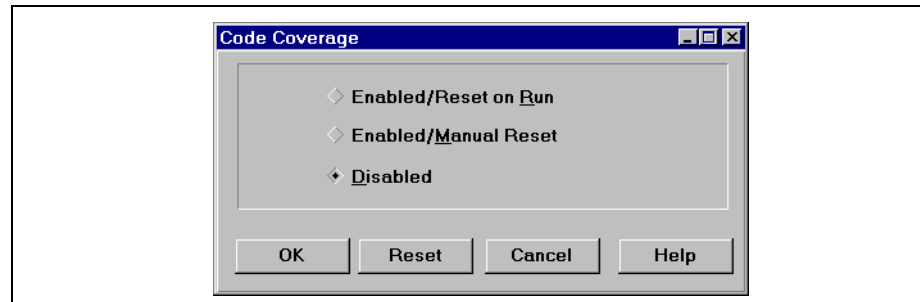 Code Coverage
Enabled/Reset on Run
Enabled/Manual Reset
Disabled
OK Reset Cancel Help